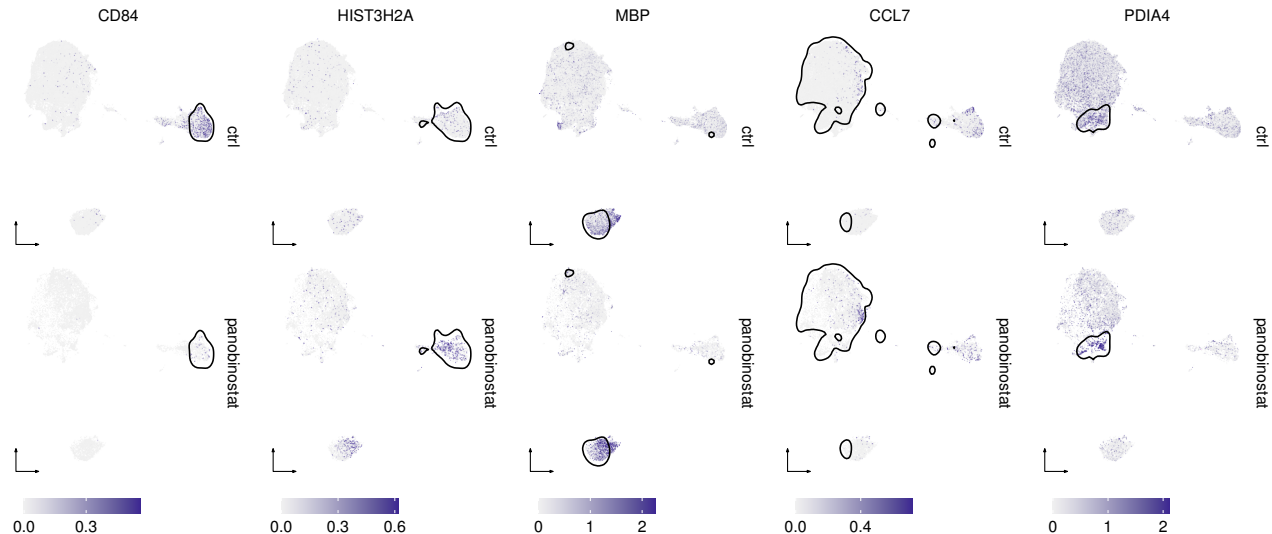 CD84 HIST3H2A MBP CCL7 PDIA4
ctrl ctrl ctrl ctrl ctrl
panobinostat panobinostat panobinostat panobinostat panobinostat
0.0 0.3 0.0 0.3 0.6 0 1 2 0.0 0.4 0 1 2